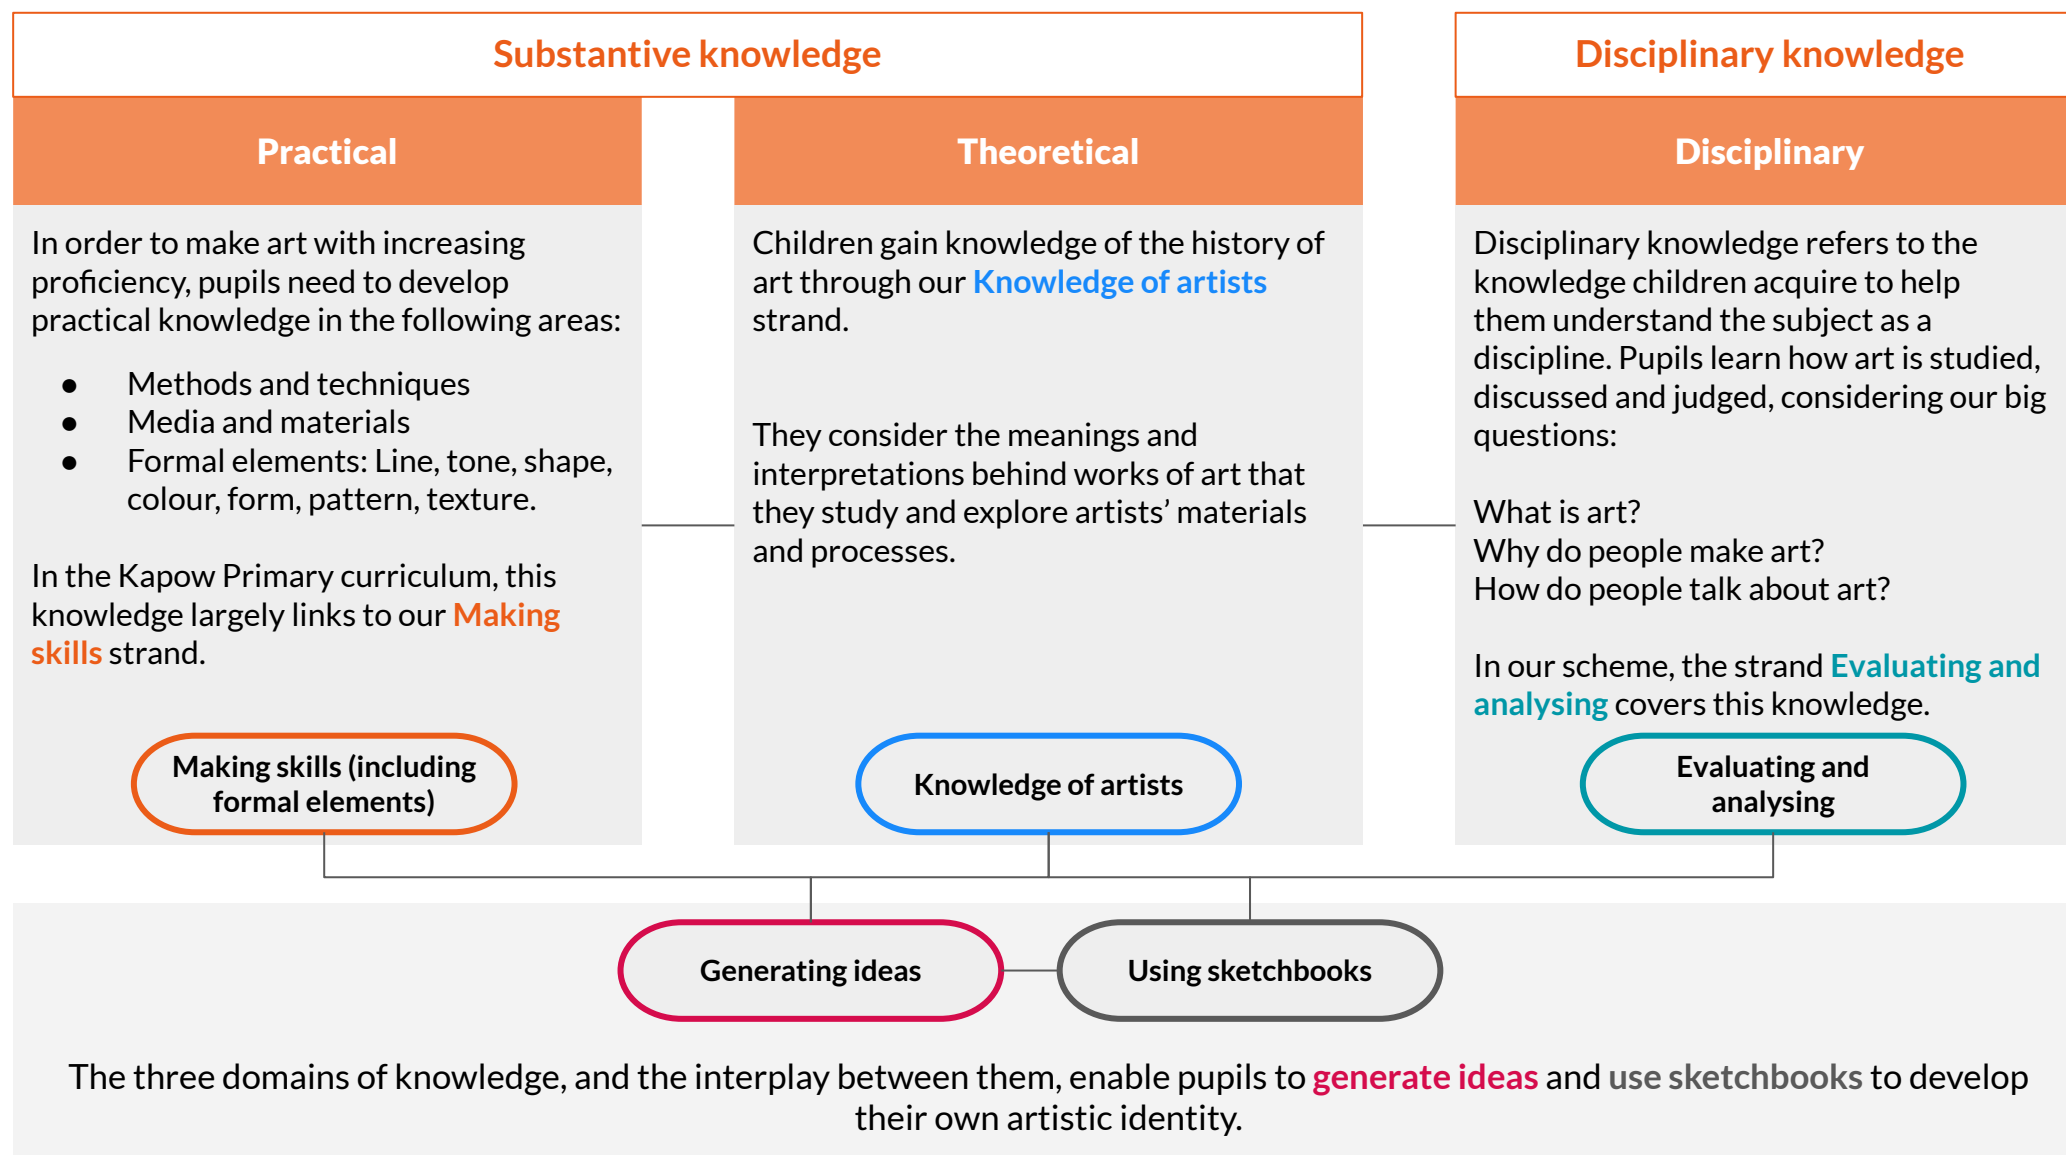 Substantive knowledge
Disciplinary knowledge
Practical
Theoretical
Disciplinary
In order to make art with increasing
proficiency, pupils need to develop
practical knowledge in the following areas:
● Methods and techniques
● Media and materials
● Formal elements: Line, tone, shape,
colour, form, pattern, texture.
In the Kapow Primary curriculum, this
knowledge largely links to our Making
skills strand.
Making skills (including
formal elements)
Children gain knowledge of the history of
art through our Knowledge of artists
strand.
They consider the meanings and
interpretations behind works of art that
they study and explore artists’ materials
and processes.
Knowledge of artists
Disciplinary knowledge refers to the
knowledge children acquire to help
them understand the subject as a
discipline. Pupils learn how art is studied,
discussed and judged, considering our big
questions:
What is art?
Why do people make art?
How do people talk about art?
In our scheme, the strand Evaluating and
analysing covers this knowledge.
Evaluating and
analysing
Generating ideas
Using sketchbooks
The three domains of knowledge, and the interplay between them, enable pupils to generate ideas and use sketchbooks to develop
their own artistic identity.